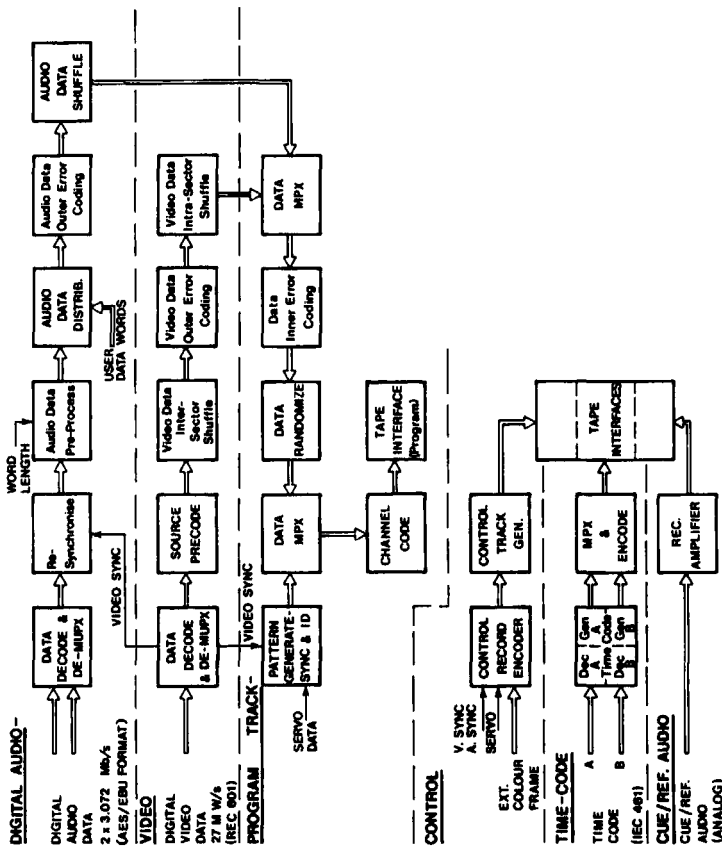 DIGITAL AUDIO-
DIGITAL
AUDIO
DATA
2 x 3.072 Mb/s
(AES/EBU FORMAT)
DATA
DECODE &
DE-MUPX
Re-
Synchronise
WORD
LENGTH
Audio Data
Pre-Process
AUDIO
DATA
DISTRIB.
USER
DATA WORDS
Audio Data
Outer Error
Coding
AUDIO
DATA
SHUFFLE
VIDEO SYNC
VIDEO
DIGITAL
VIDEO
DATA
27 M W/s
(REC 601)
DATA
DECODE
& DE-MUPX
SOURCE
PRECODE
Video Data
Inter-
Sector
Shuffle
Video Data
Outer Error
Coding
Video Data
Intra-Sector
Shuffle
VIDEO SYNC
PROGRAM TRACK-
SERVO
DATA
PATTERN
GENERATE-
SYNC & ID
DATA
MPX
DATA
RANDOMIZE
Data
Inner Error
Coding
DATA
MPX
CHANNEL
CODE
TAPE
INTERFACE
(Program)
CONTROL
V. SYNC
A. SYNC
SERVO
EXT.
COLOUR
FRAME
CONTROL
RECORD
ENCODER
CONTROL
TRACK
GEN.
TAPE
INTERFACES
TIME-CODE
TIME
CODE
(IEC 461)
A
B
Dec Gen
A A
Time Code-
Dec Gen
B B
MPX
&
ENCODE
CUE/REF. AUDIO
CUE/REF.
AUDIO
(ANALOG)
REC.
AMPLIFIER